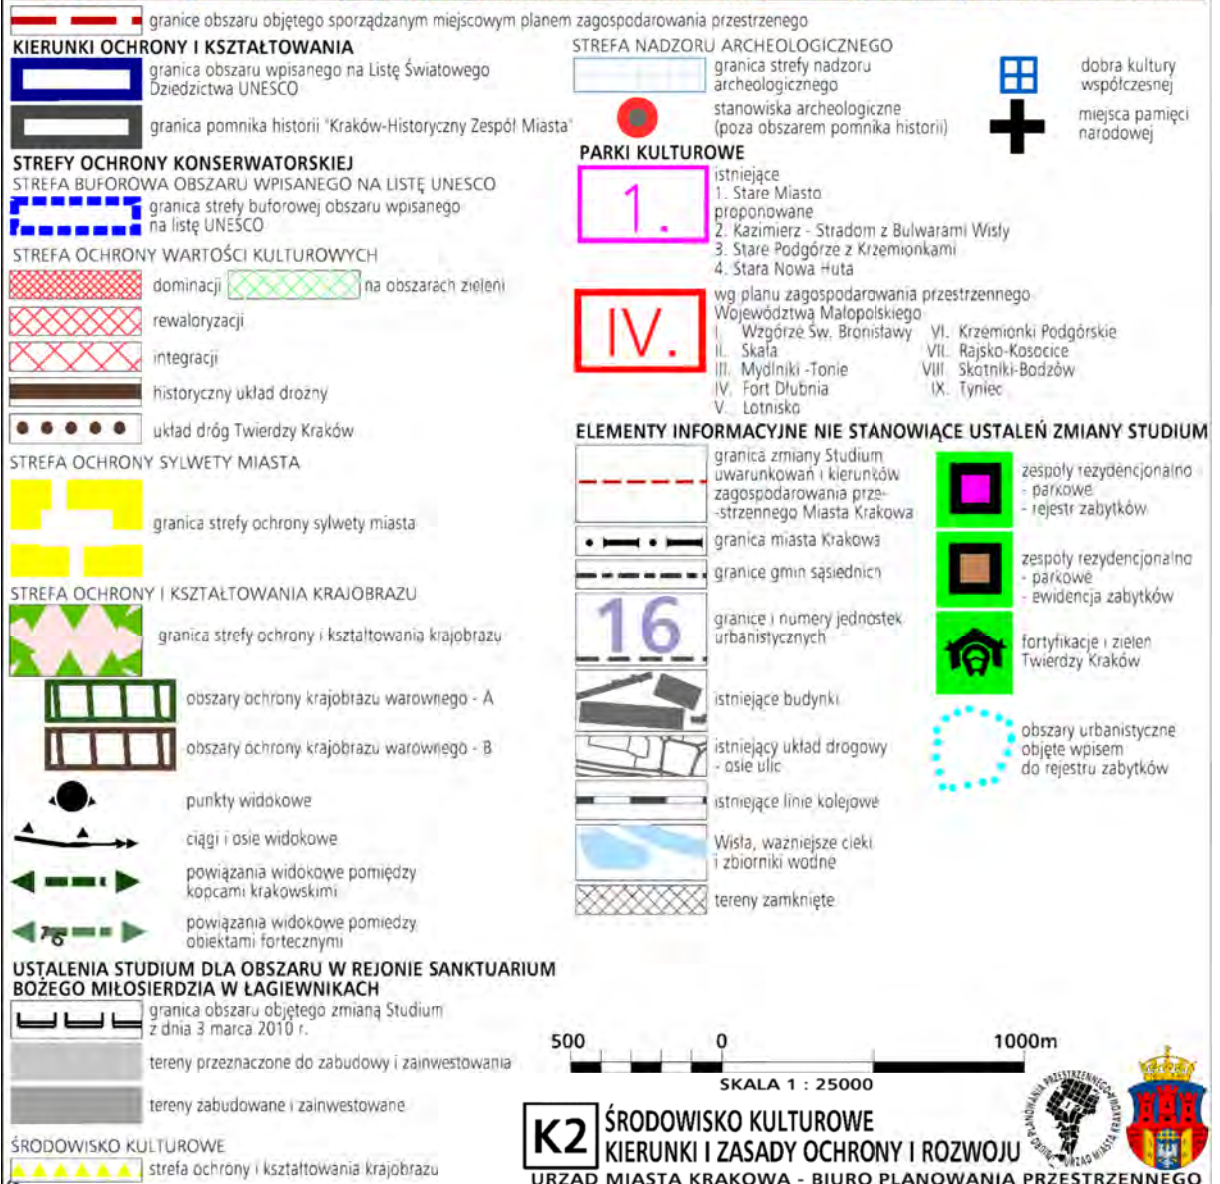 granice obszaru objętego sporządzanym miejscowym planem zagospodarowania przestrzenego
KIERUNKI OCHRONY I KSZTAŁTOWANIA
granica obszaru wpisanego na Listę Światowego
Dziedzictwa UNESCO
granica pomnika historii "Kraków-Historyczny Zespół Miasta"
STREFY OCHRONY KONSERWATORSKIEJ
STREFA BUFOROWA OBSZARU WPISANEGO NA LISTĘ UNESCO
granica strefy buforowej obszaru wpisanego
na listę UNESCO
STREFA OCHRONY WARTOŚCI KULTUROWYCH
dominacji
na obszarach zieleni
rewaloryzacji
integracji
historyczny układ drożny
układ dróg Twierdzy Kraków
STREFA OCHRONY SYLWETY MIASTA
granica strefy ochrony sylwety miasta
STREFA OCHRONY I KSZTAŁTOWANIA KRAJOBRAZU
granica strefy ochrony i kształtowania krajobrazu
obszary ochrony krajobrazu warownego - A
obszary ochrony krajobrazu warownego - B
punkty widokowe
ciągi i osie widokowe
powiązania widokowe pomiędzy
kopcami krakowskimi
powiązania widokowe pomiedzy
obiektami fortecznymi
USTALENIA STUDIUM DLA OBSZARU W REJONIE SANKTUARIUM
BOŻEGO MIŁOSIERDZIA W ŁAGIEWNIKACH
granica obszaru objętego zmianą Studium
z dnia 3 marca 2010 r.
tereny przeznaczone do zabudowy i zainwestowania
tereny zabudowane i zainwestowane
ŚRODOWISKO KULTUROWE
strefa ochrony i kształtowania krajobrazu
STREFA NADZORU ARCHEOLOGICZNEGO
granica strefy nadzoru
archeologicznego
stanowiska archeologiczne
(poza obszarem pomnika historii)
dobra kultury
współczesnej
miejsca pamięci
narodowej
PARKI KULTUROWE
1.
istniejące
1. Stare Miasto
proponowane
2. Kazimierz - Stradom z Bulwarami Wisły
3. Stare Podgórze z Krzemionkami
4. Stara Nowa Huta
IV.
wg planu zagospodarowania przestrzennego
Województwa Małopolskiego
I. Wzgórze Św. Bronisławy
II. Skała
III. Mydlniki -Tonie
IV. Fort Dłubnia
V. Lotnisko
VI. Krzemionki Podgórskie
VII. Rajsko-Kosocice
VIII. Skotniki-Bodzów
IX. Tyniec
ELEMENTY INFORMACYJNE NIE STANOWIĄCE USTALEŃ ZMIANY STUDIUM
granica zmiany Studium
uwarunkowań i kierunków
zagospodarowania prze-
-strzennego Miasta Krakowa
granica miasta Krakowa
granice gmin sąsiednich
16
granice i numery jednostek
urbanistycznych
istniejące budynki
istniejący układ drogowy
- osie ulic
istniejące linie kolejowe
Wisła, ważniejsze cieki
i zbiorniki wodne
tereny zamknięte
zespoły rezydencjonalno
- parkowe
- rejestr zabytków
zespoły rezydencjonalno
- parkowe
- ewidencja zabytków
fortyfikacje i zieleń
Twierdzy Kraków
obszary urbanistyczne
objęte wpisem
do rejestru zabytków
500 0 1000m
SKALA 1 : 25000
K2
ŚRODOWISKO KULTUROWE
KIERUNKI I ZASADY OCHRONY I ROZWOJU
URZĄD MIASTA KRAKOWA - BIURO PLANOWANIA PRZESTRZENNEGO